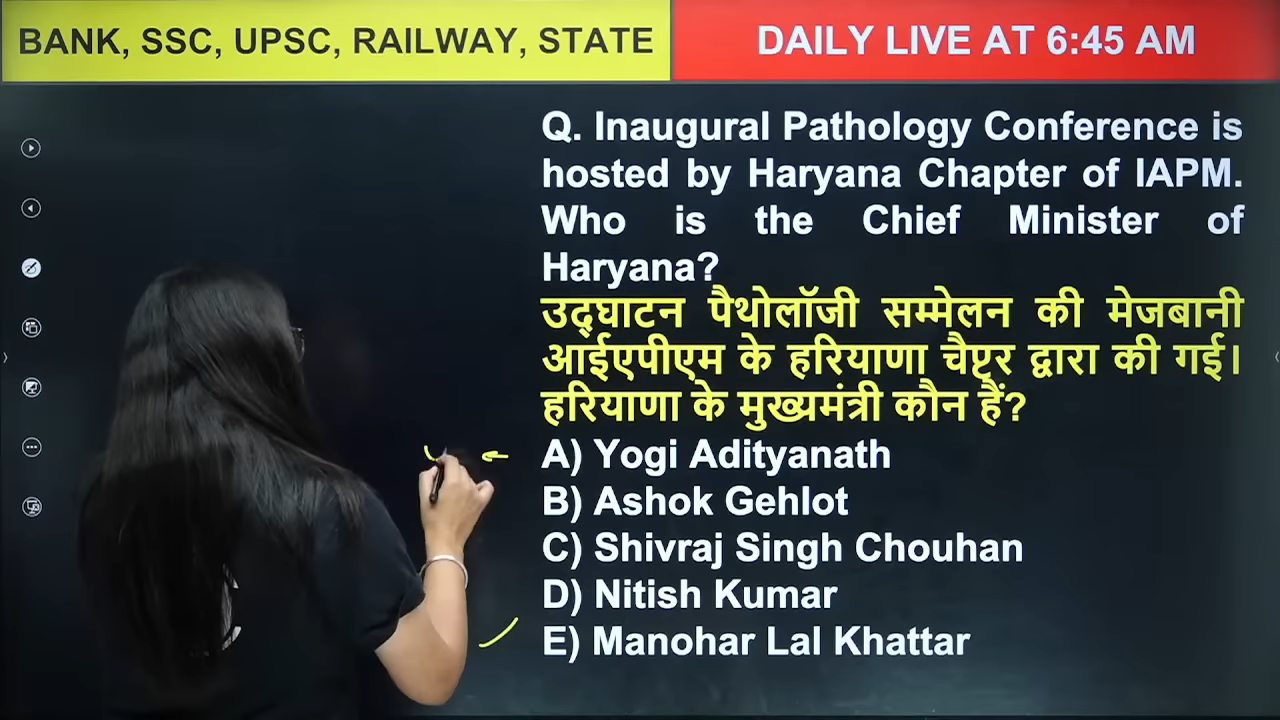 BANK, SSC, UPSC, RAILWAY, STATE
DAILY LIVE AT 6:45 AM
Q. Inaugural Pathology Conference is
hosted by Haryana Chapter of IAPM.
Who is the Chief Minister of
Haryana?
उद्घाटन पैथोलॉजी सम्मेलन की मेजबानी
आईएपीएम के हरियाणा चैप्टर द्वारा की गई।
हरियाणा के मुख्यमंत्री कौन हैं?
A) Yogi Adityanath
B) Ashok Gehlot
C) Shivraj Singh Chouhan
D) Nitish Kumar
E) Manohar Lal Khattar